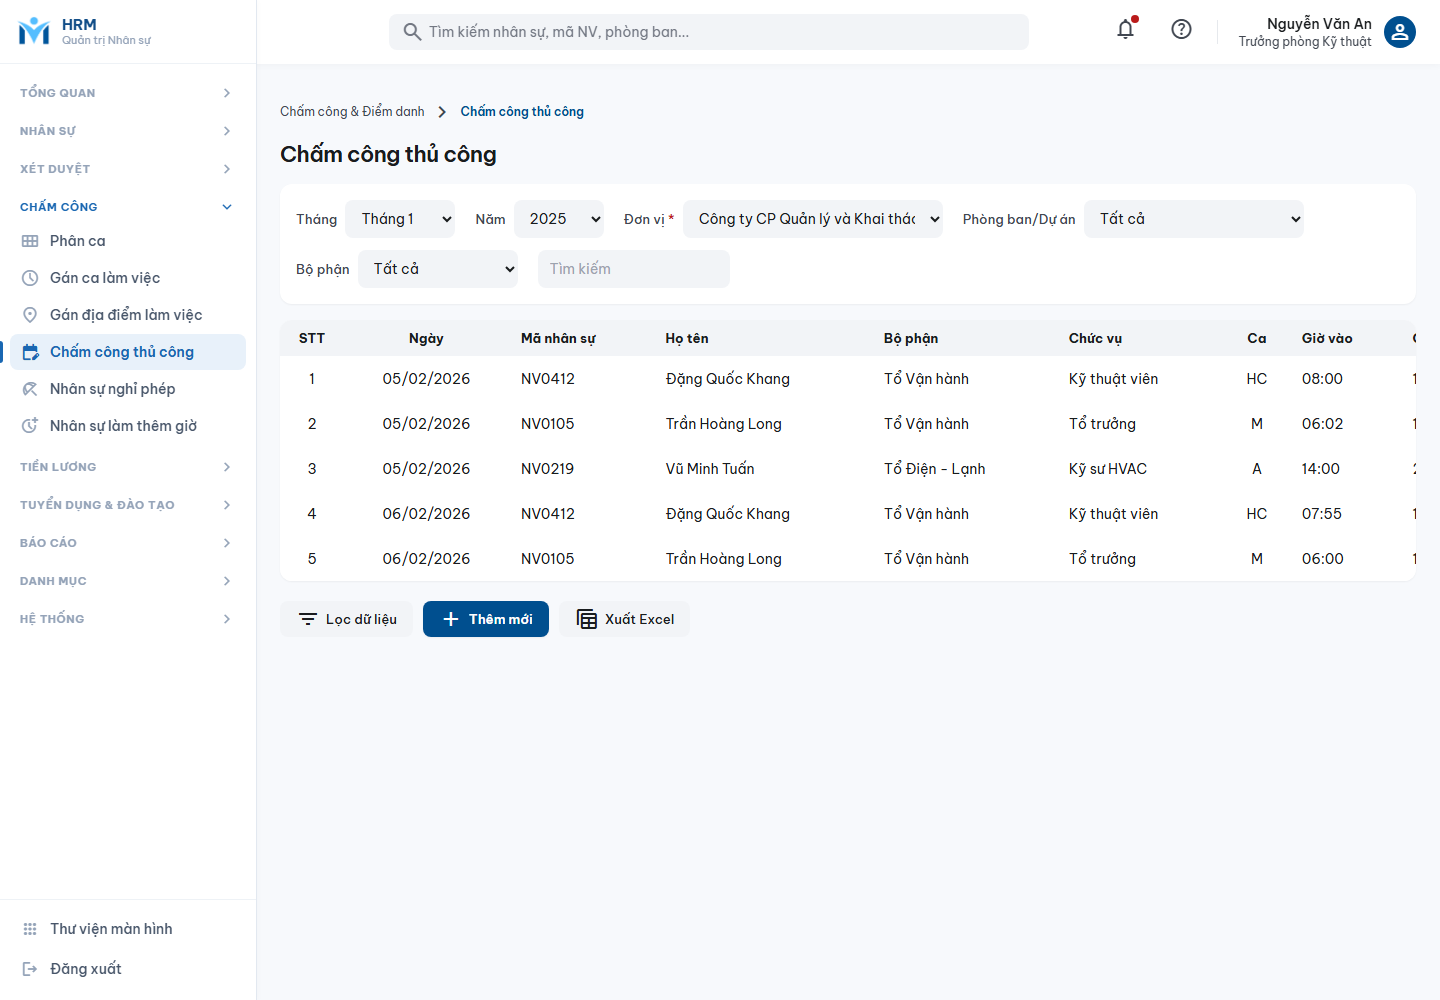 HRM
Quản trị Nhân sự
Tìm kiếm nhân sự, mã NV, phòng ban...
Nguyễn Văn An
Trưởng phòng Kỹ thuật
TỔNG QUAN
NHÂN SỰ
XÉT DUYỆT
CHẤM CÔNG
Phân ca
Gán ca làm việc
Gán địa điểm làm việc
Chấm công thủ công
Nhân sự nghỉ phép
Nhân sự làm thêm giờ
TIỀN LƯƠNG
TUYỂN DỤNG & ĐÀO TẠO
BÁO CÁO
DANH MỤC
HỆ THỐNG
Thư viện màn hình
Đăng xuất
Chấm công & Điểm danh Chấm công thủ công
Chấm công thủ công
Tháng Tháng 1 Năm 2025 Đơn vị * Công ty CP Quản lý và Khai thác Phòng ban/Dự án Tất cả
Bộ phận Tất cả Tìm kiếm
STT Ngày Mã nhân sự Họ tên Bộ phận Chức vụ Ca Giờ vào
1 05/02/2026 NV0412 Đặng Quốc Khang Tổ Vận hành Kỹ thuật viên HC 08:00
2 05/02/2026 NV0105 Trần Hoàng Long Tổ Vận hành Tổ trưởng M 06:02
3 05/02/2026 NV0219 Vũ Minh Tuấn Tổ Điện - Lạnh Kỹ sư HVAC A 14:00
4 06/02/2026 NV0412 Đặng Quốc Khang Tổ Vận hành Kỹ thuật viên HC 07:55
5 06/02/2026 NV0105 Trần Hoàng Long Tổ Vận hành Tổ trưởng M 06:00
Lọc dữ liệu Thêm mới Xuất Excel